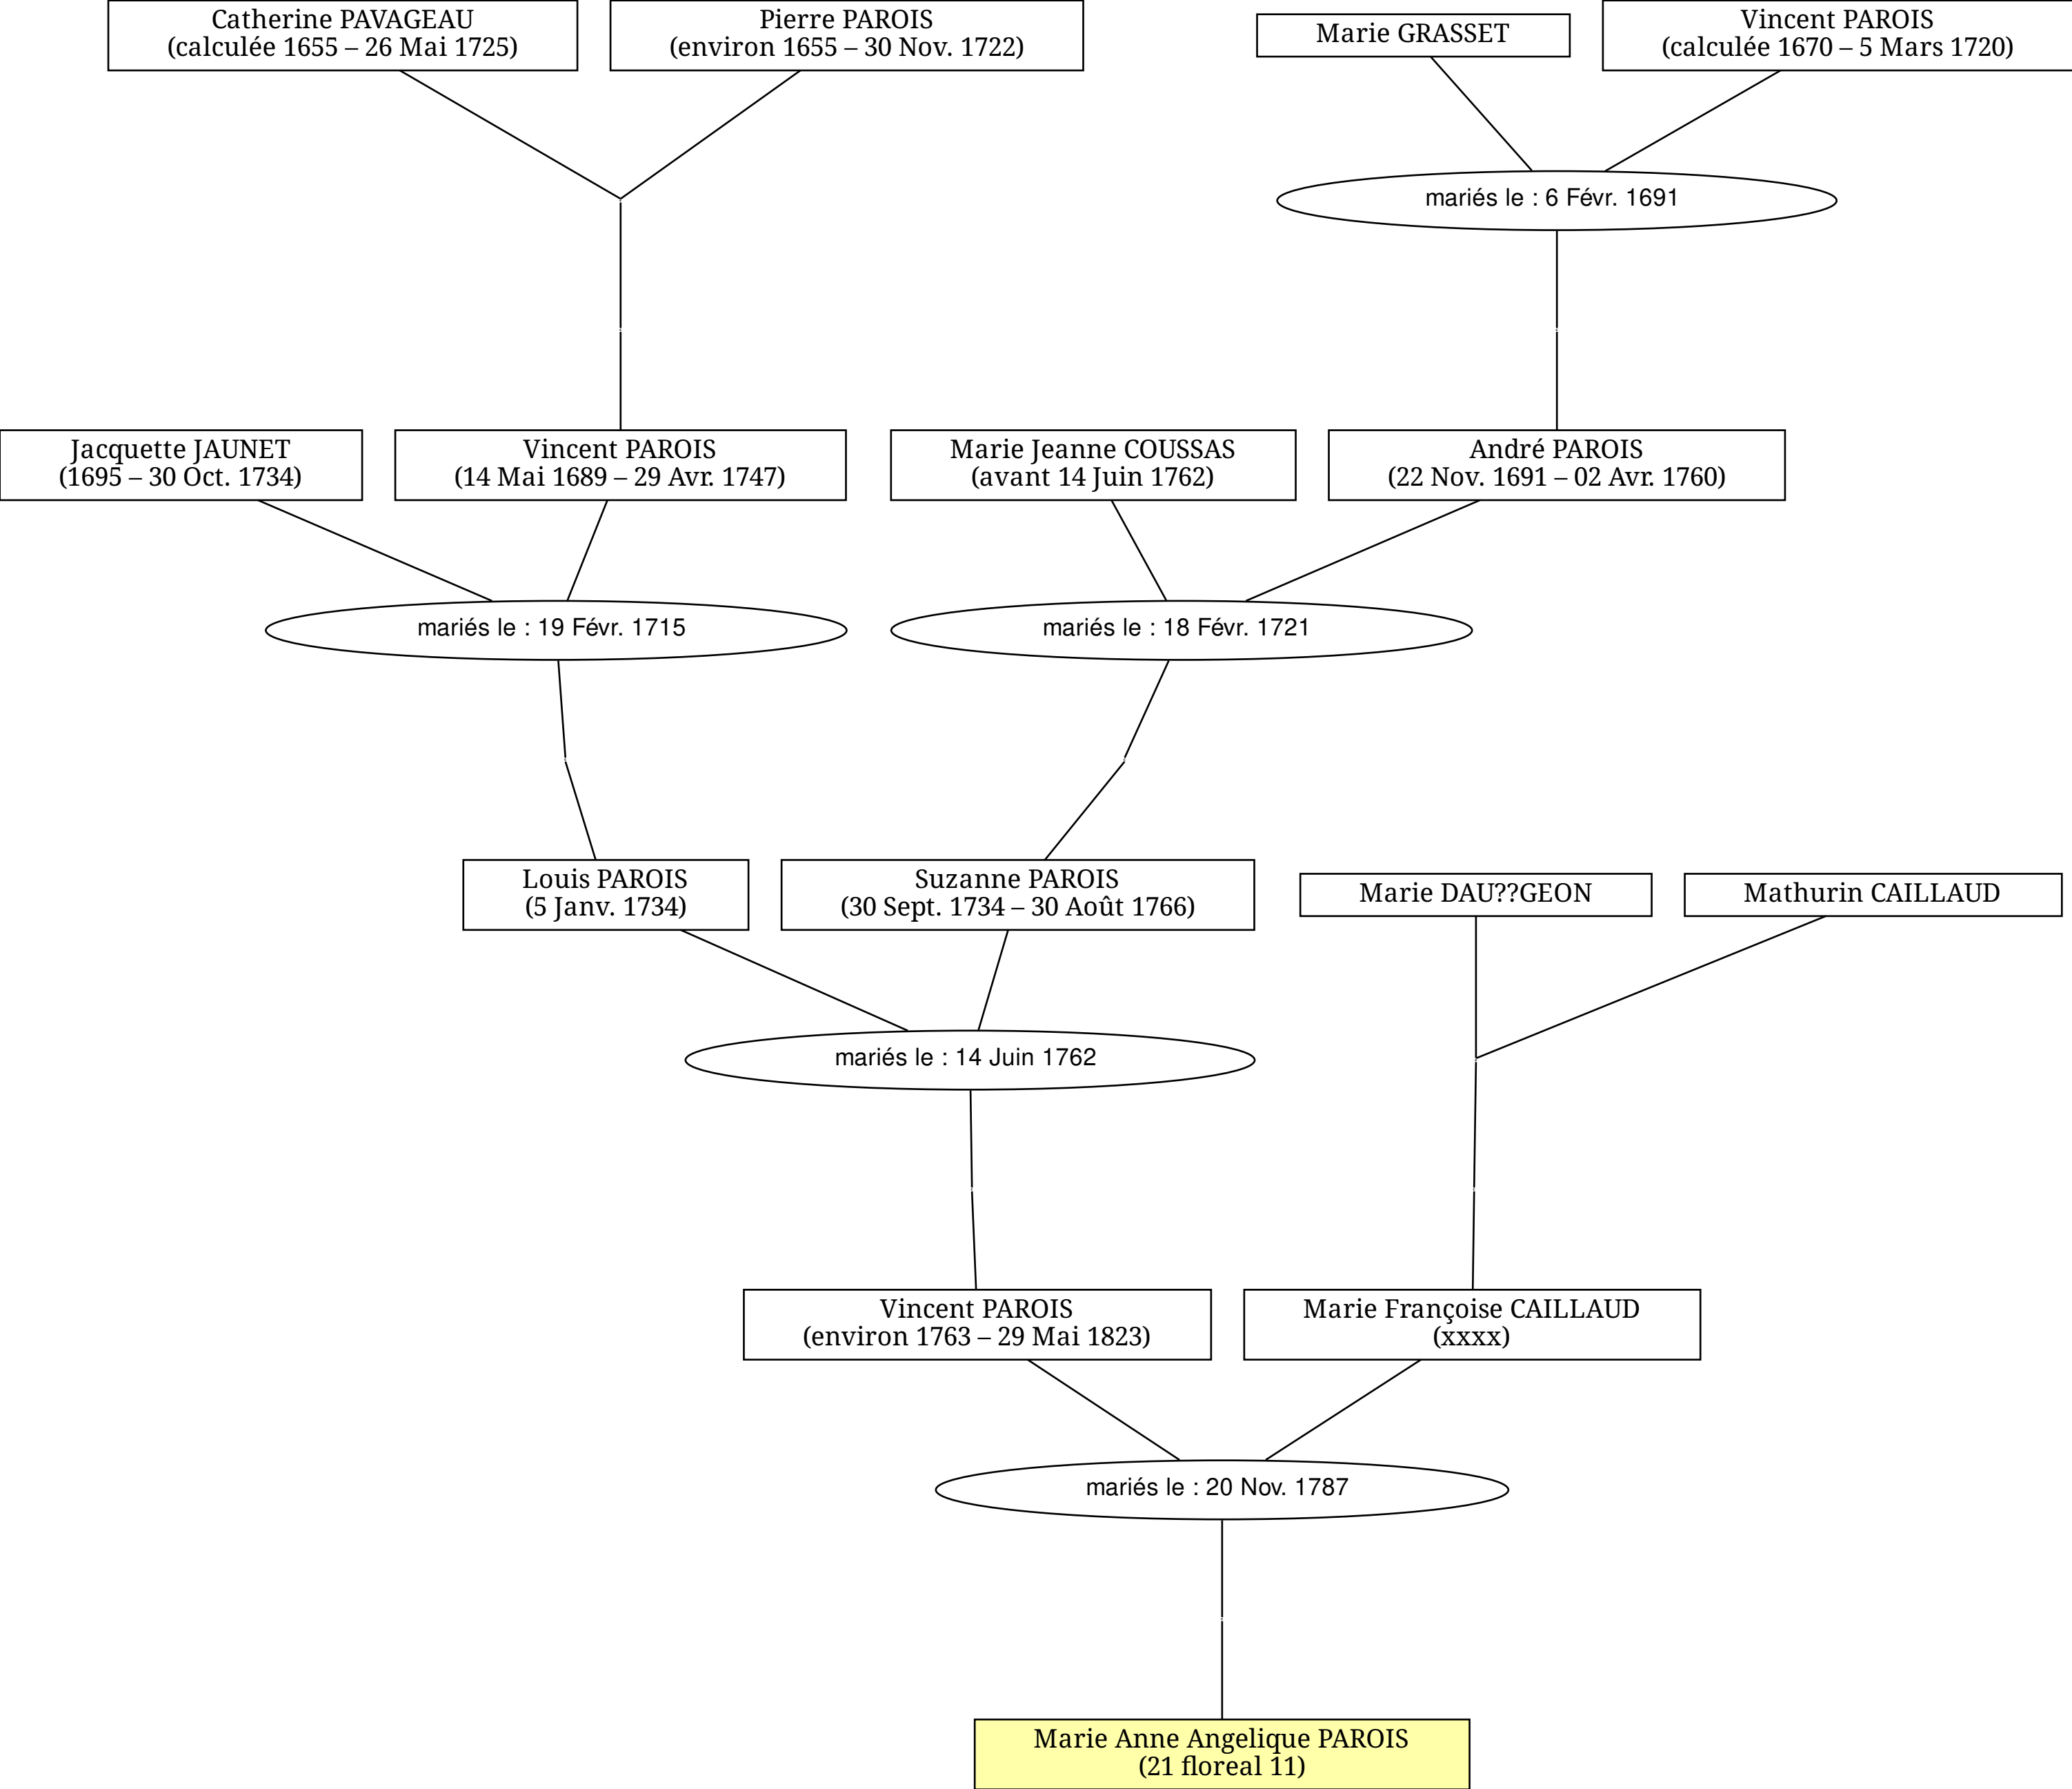 Catherine PAVAGEAU
(calculée 1655 – 26 Mai 1725)
Pierre PAROIS
(environ 1655 – 30 Nov. 1722)
Marie GRASSET
Vincent PAROIS
(calculée 1670 – 5 Mars 1720)
mariés le : 6 Févr. 1691
Jacquette JAUNET
(1695 – 30 Oct. 1734)
Vincent PAROIS
(14 Mai 1689 – 29 Avr. 1747)
Marie Jeanne COUSSAS
(avant 14 Juin 1762)
André PAROIS
(22 Nov. 1691 – 02 Avr. 1760)
mariés le : 19 Févr. 1715
mariés le : 18 Févr. 1721
Louis PAROIS
(5 Janv. 1734)
Suzanne PAROIS
(30 Sept. 1734 – 30 Août 1766)
Marie DAU??GEON
Mathurin CAILLAUD
mariés le : 14 Juin 1762
Vincent PAROIS
(environ 1763 – 29 Mai 1823)
Marie Françoise CAILLAUD
(xxxx)
mariés le : 20 Nov. 1787
Marie Anne Angelique PAROIS
(21 floreal 11)